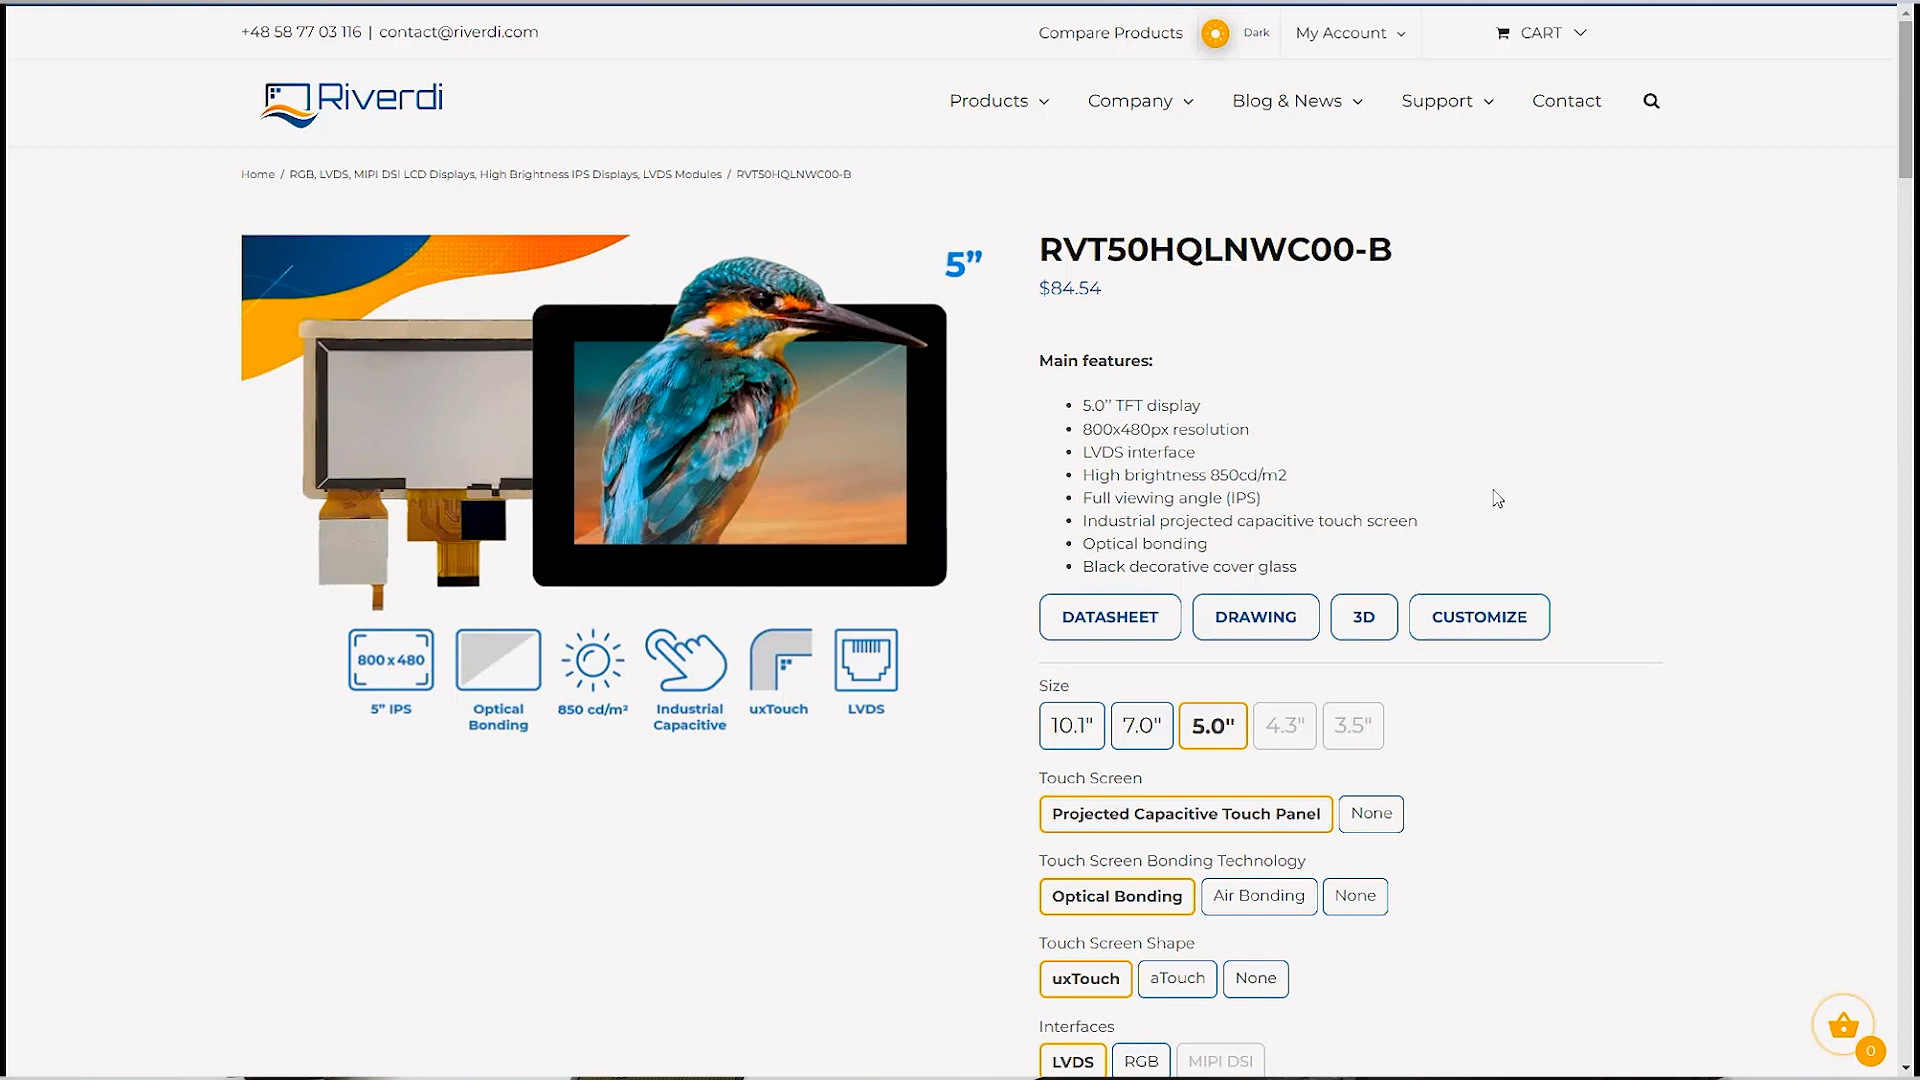 +48 58 77 03 116 | contact@riverdi.com
Compare Products
Dark
My Account
CART
Riverdi
Products
Company
Blog & News
Support
Contact
Home / RGB, LVDS, MIPI DSI LCD Displays, High Brightness IPS Displays, LVDS Modules / RVT50HQLNWC00-B
5”
800 x 480
5” IPS
Optical
Bonding
850 cd/m²
Industrial
Capacitive
uxTouch
LVDS
RVT50HQLNWC00-B
$84.54
Main features:
• 5.0’’ TFT display
• 800x480px resolution
• LVDS interface
• High brightness 850cd/m2
• Full viewing angle (IPS)
• Industrial projected capacitive touch screen
• Optical bonding
• Black decorative cover glass
DATASHEET
DRAWING
3D
CUSTOMIZE
Size
10.1" 7.0" 5.0" 4.3" 3.5"
Touch Screen
Projected Capacitive Touch Panel None
Touch Screen Bonding Technology
Optical Bonding Air Bonding None
Touch Screen Shape
uxTouch aTouch None
Interfaces
LVDS RGB MIPI DSI
0